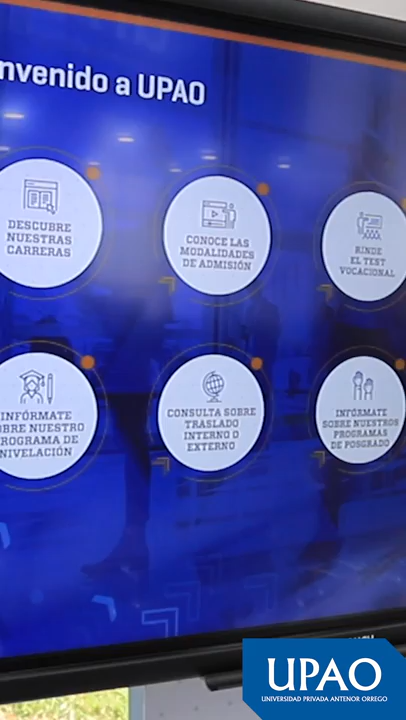 nvenido a UPAO
DESCUBRE
NUESTRAS
CARRERAS
CONOCE LAS
MODALIDADES
DE ADMISIÓN
RINDE
EL TEST
VOCACIONAL
INFÓRMATE
OBRE NUESTRO
ROGRAMA DE
NIVELACIÓN
CONSULTA SOBRE
TRASLADO
INTERNO O
EXTERNO
INFÓRMATE
SOBRE NUESTROS
PROGRAMAS
DE POSGRADO
UPAO
UNIVERSIDAD PRIVADA ANTENOR ORREGO